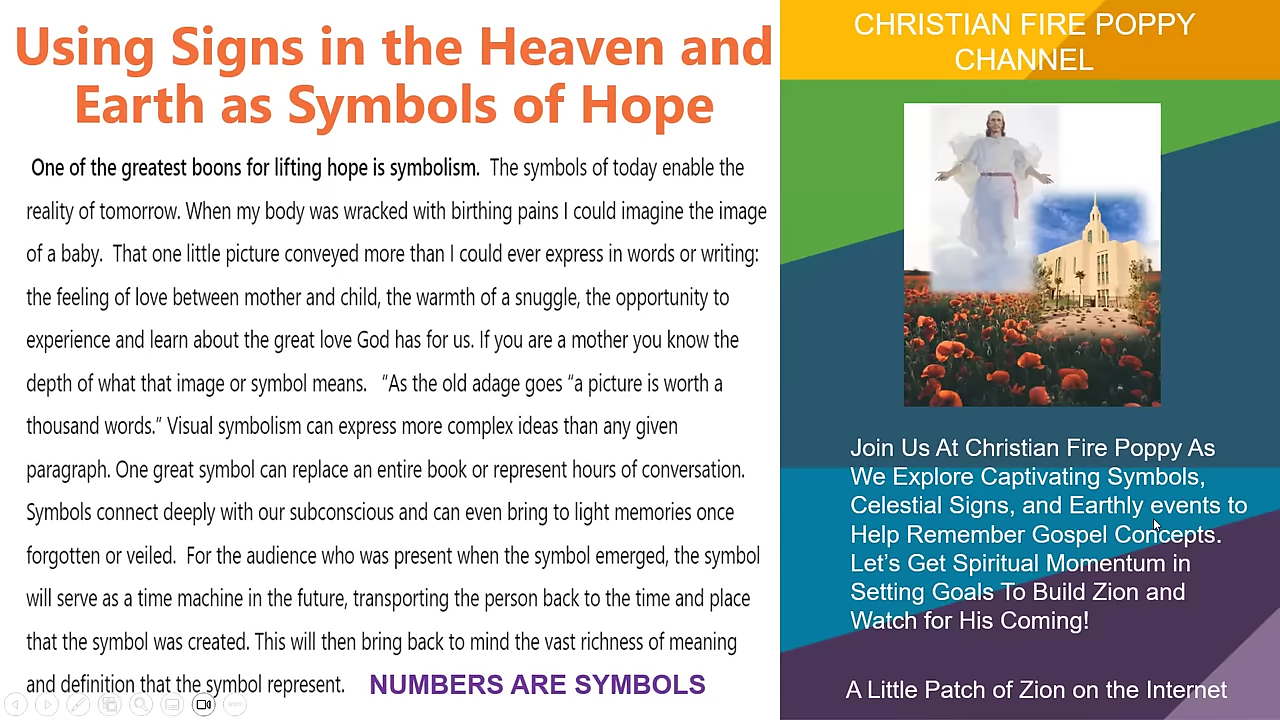 Using Signs in the Heaven and
Earth as Symbols of Hope
One of the greatest boons for lifting hope is symbolism. The symbols of today enable the
reality of tomorrow. When my body was wracked with birthing pains I could imagine the image
of a baby. That one little picture conveyed more than I could ever express in words or writing:
the feeling of love between mother and child, the warmth of a snuggle, the opportunity to
experience and learn about the great love God has for us. If you are a mother you know the
depth of what that image or symbol means. "As the old adage goes "a picture is worth a
thousand words." Visual symbolism can express more complex ideas than any given
paragraph. One great symbol can replace an entire book or represent hours of conversation.
Symbols connect deeply with our subconscious and can even bring to light memories once
forgotten or veiled. For the audience who was present when the symbol emerged, the symbol
will serve as a time machine in the future, transporting the person back to the time and place
that the symbol was created. This will then bring back to mind the vast richness of meaning
and definition that the symbol represent.
NUMBERS ARE SYMBOLS
CHRISTIAN FIRE POPPY
CHANNEL
Join Us At Christian Fire Poppy As
We Explore Captivating Symbols,
Celestial Signs, and Earthly events to
Help Remember Gospel Concepts.
Let's Get Spiritual Momentum in
Setting Goals To Build Zion and
Watch for His Coming!
A Little Patch of Zion on the Internet